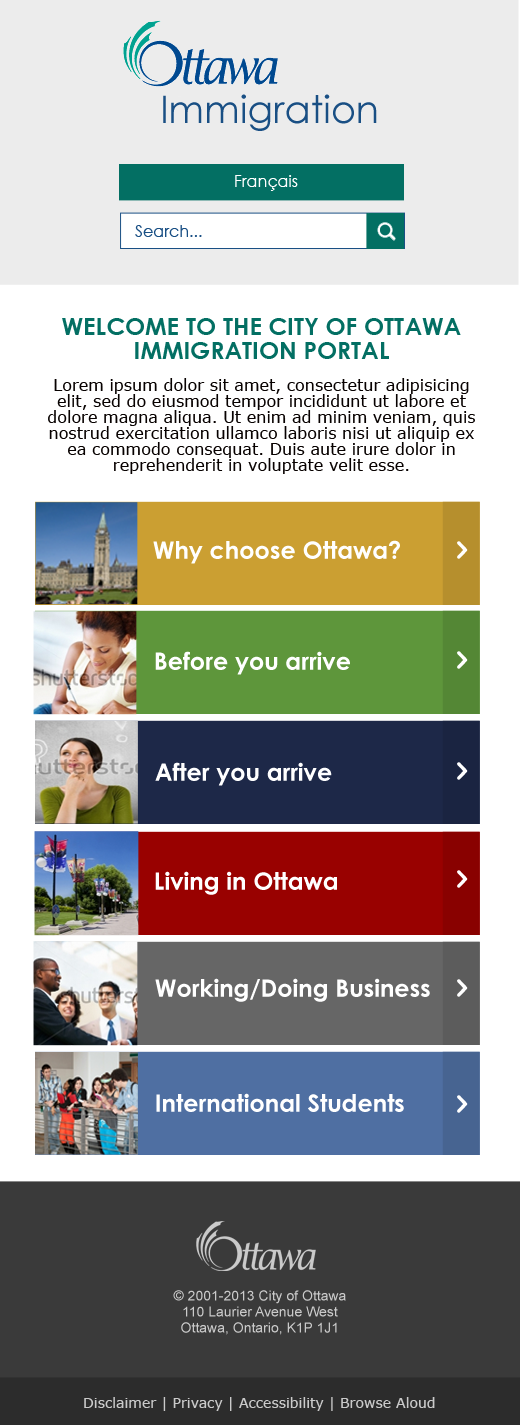 Ottawa
Immigration
Français
Search...
WELCOME TO THE CITY OF OTTAWA
IMMIGRATION PORTAL
Lorem ipsum dolor sit amet, consectetur adipisicing
elit, sed do eiusmod tempor incididunt ut labore et
dolore magna aliqua. Ut enim ad minim veniam, quis
nostrud exercitation ullamco laboris nisi ut aliquip ex
ea commodo consequat. Duis aute irure dolor in
reprehenderit in voluptate velit esse.
Why choose Ottawa?
shutterstoc
Before you arrive
utterstoc
After you arrive
Living in Ottawa
shutters
Working/Doing Business
International Students
Ottawa
© 2001-2013 City of Ottawa
110 Laurier Avenue West
Ottawa, Ontario, K1P 1J1
Disclaimer | Privacy | Accessibility | Browse Aloud